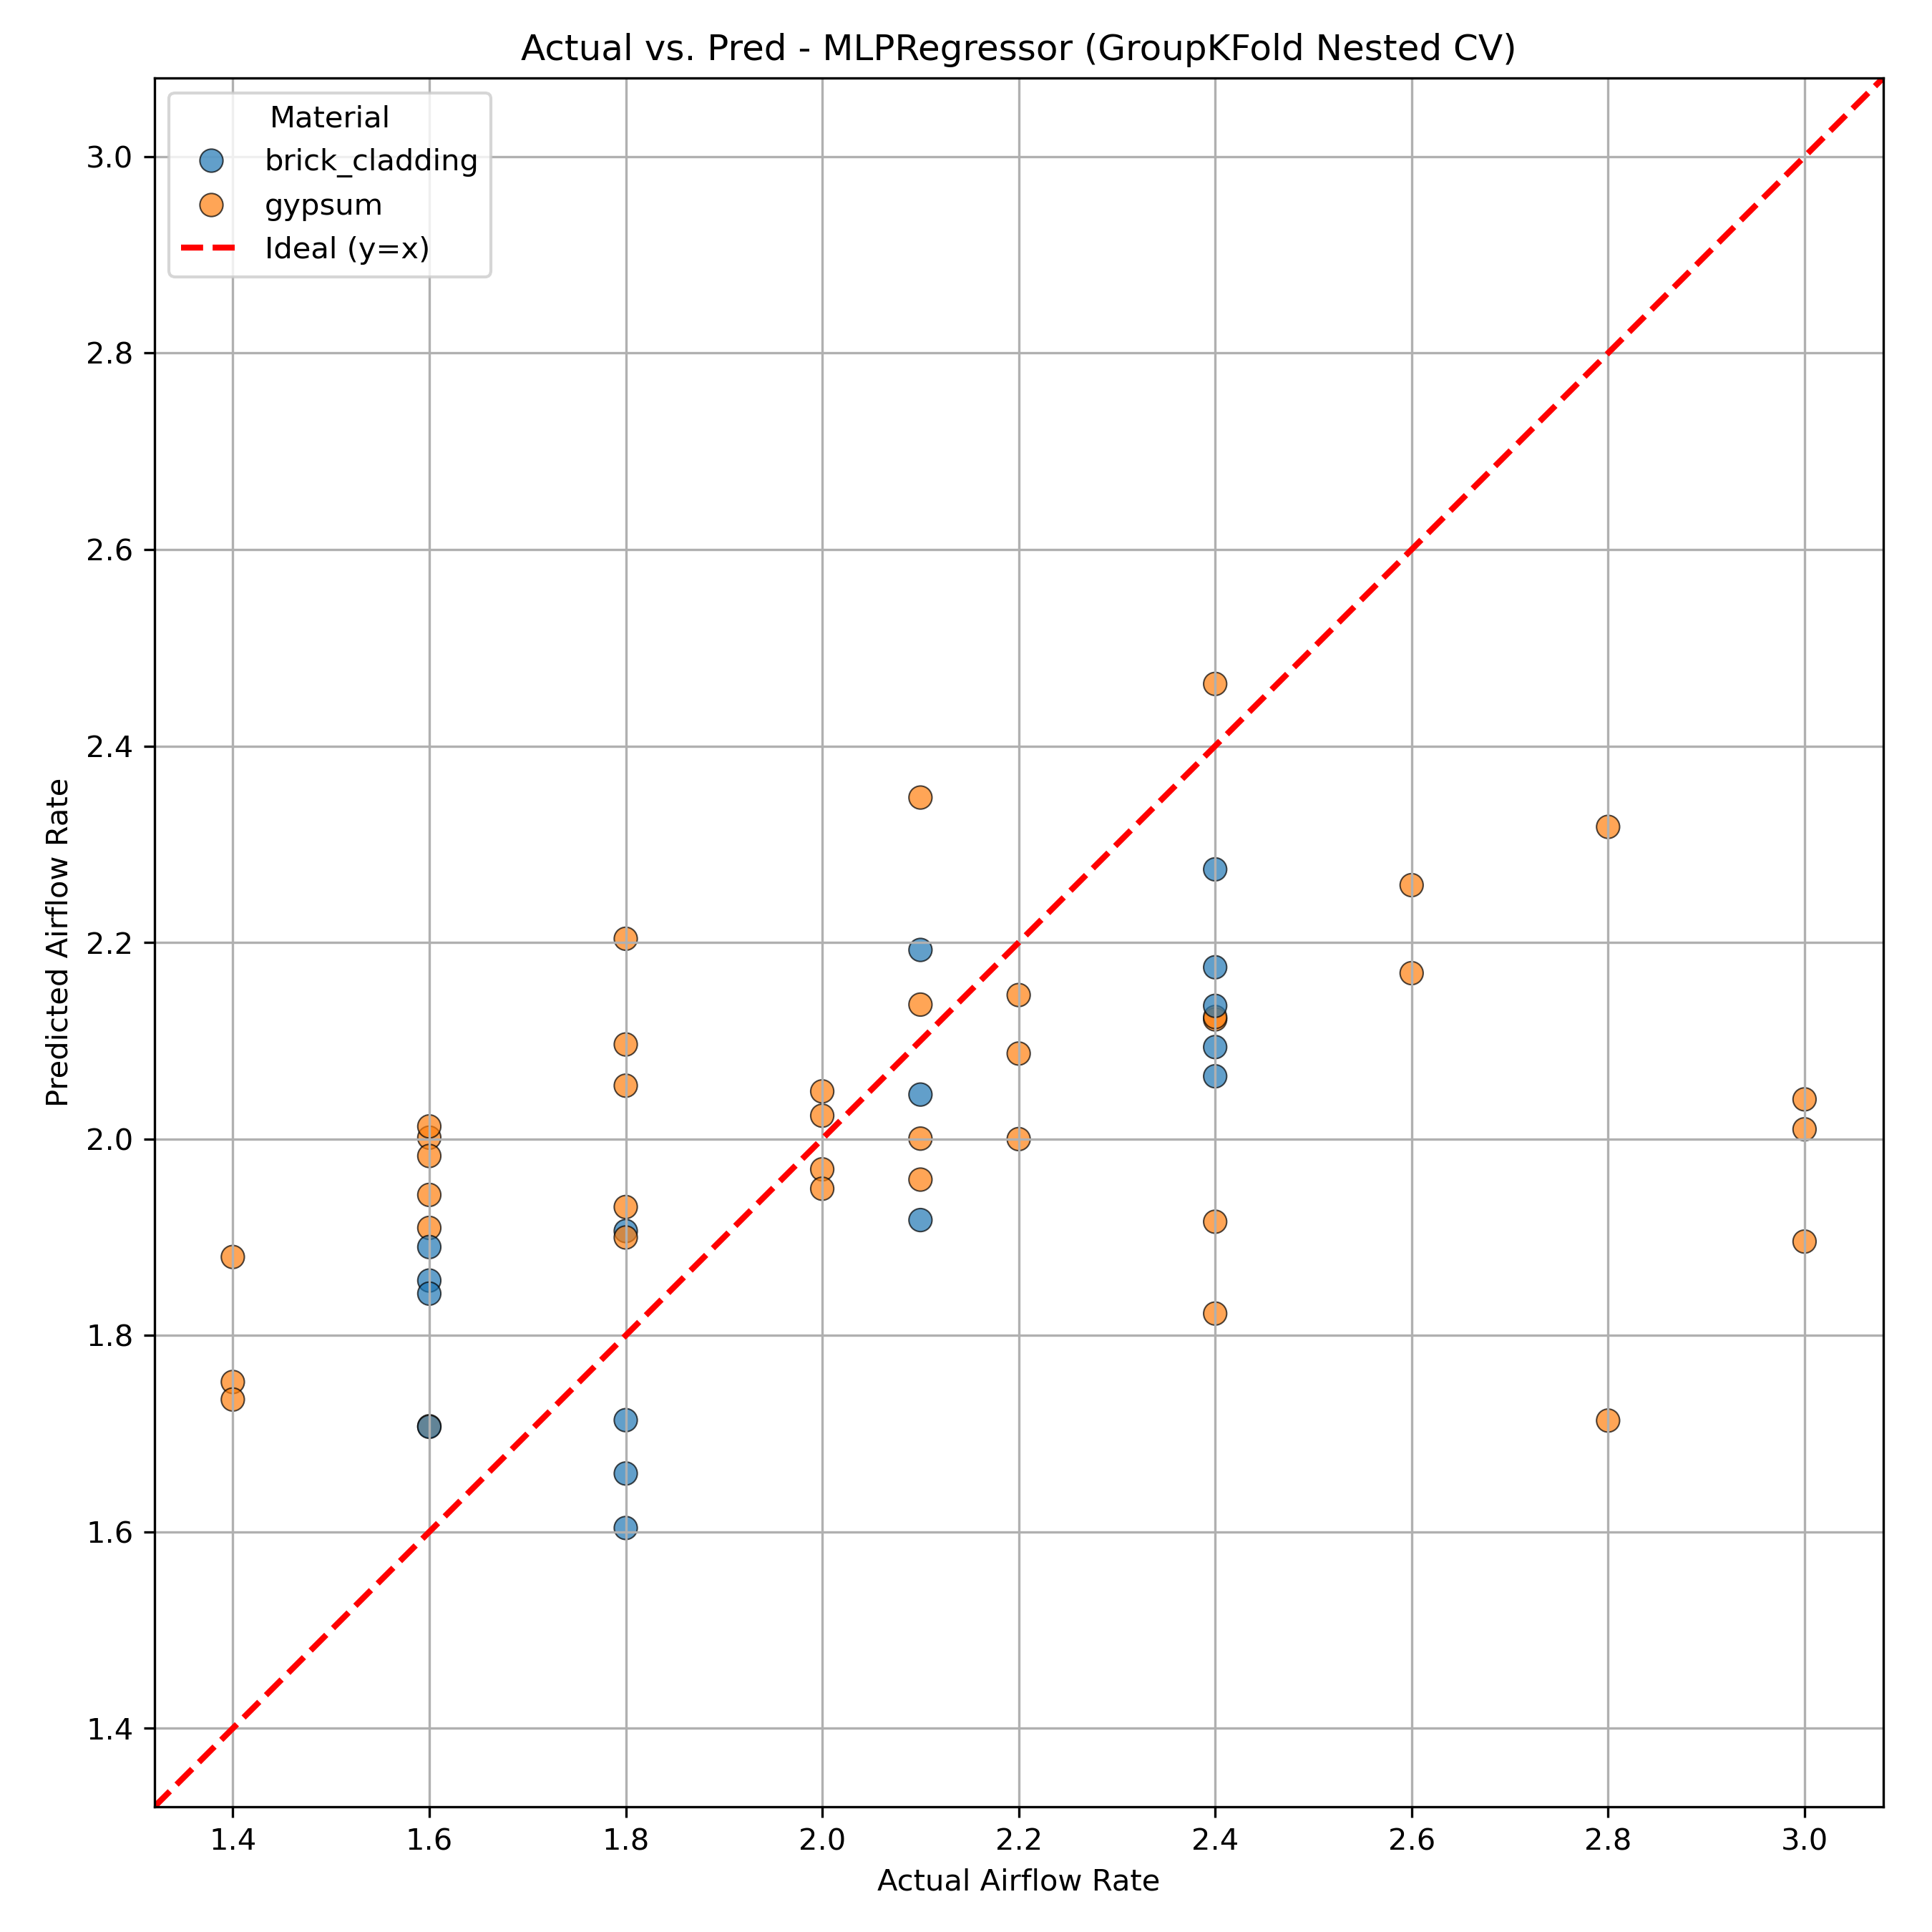 Actual vs. Pred - MLPRegressor (GroupKFold Nested CV)
Material
brick_cladding
gypsum
Ideal (y=x)
3.0
2.8
2.6
2.4
2.2
2.0
1.8
1.6
1.4
Predicted Airflow Rate
1.4 1.6 1.8 2.0 2.2 2.4 2.6 2.8 3.0
Actual Airflow Rate